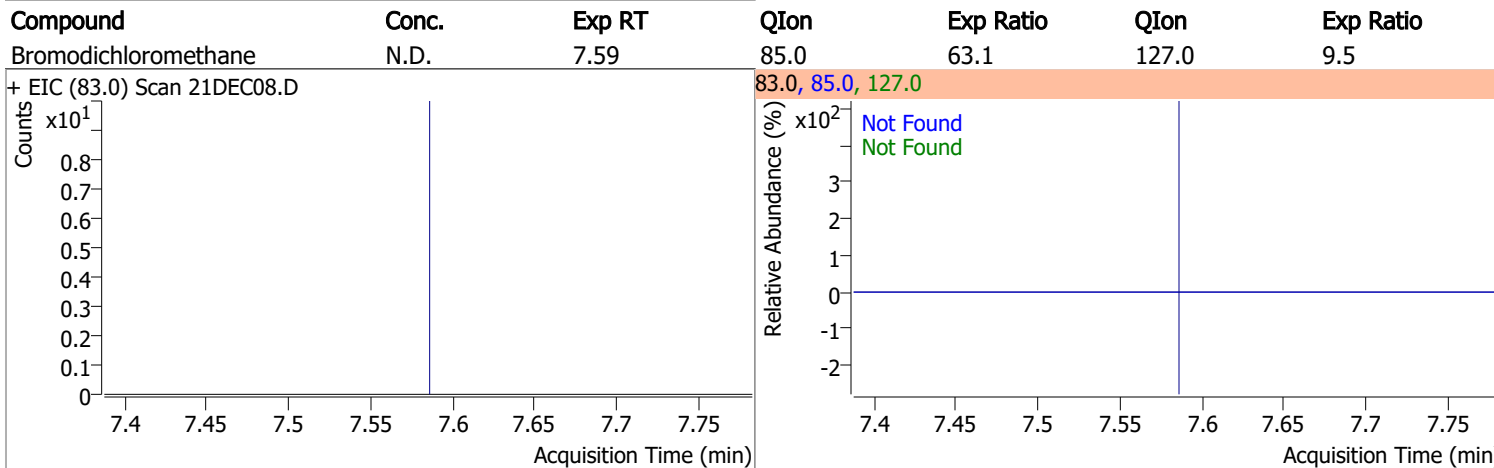 Compound Conc. Exp RT QIon Exp Ratio QIon Exp Ratio
Bromodichloromethane N.D. 7.59 85.0 63.1 127.0 9.5
+ EIC (83.0) Scan 21DEC08.D
Counts
x10¹
0.8
0.7
0.6
0.5
0.4
0.3
0.2
0.1
0
7.4 7.45 7.5 7.55 7.6 7.65 7.7 7.75
Acquisition Time (min)
83.0, 85.0, 127.0
Relative Abundance (%)
x10²
Not Found
Not Found
3
2
1
0
-1
-2
7.4 7.45 7.5 7.55 7.6 7.65 7.7 7.75
Acquisition Time (min